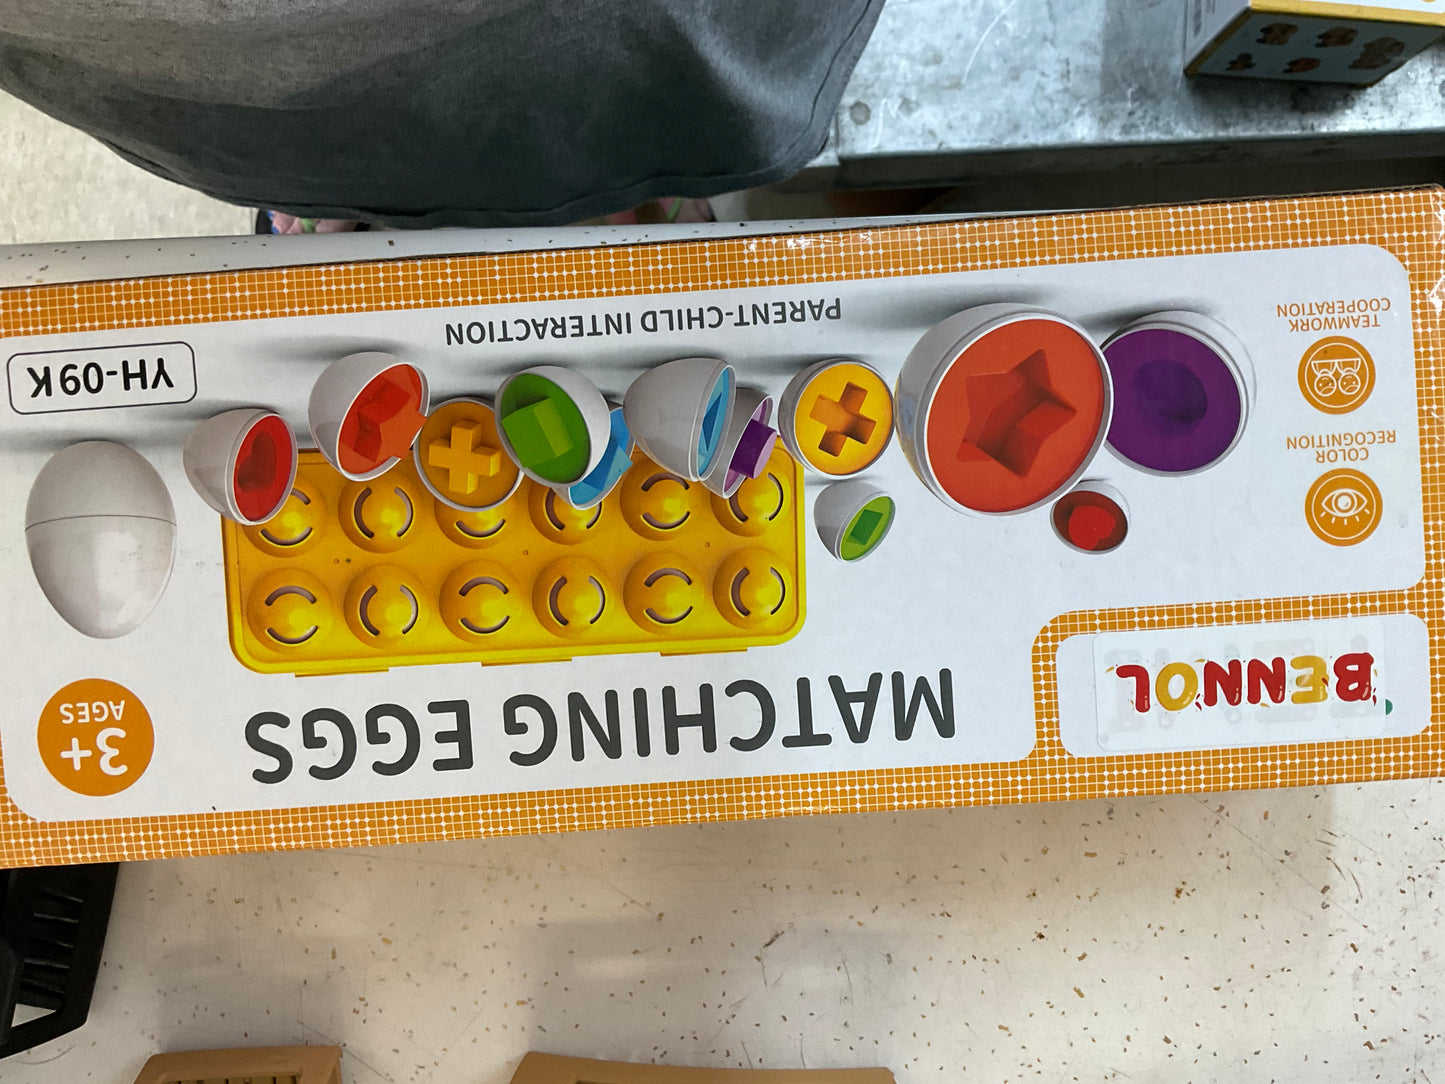 BENNOL
MATCHING EGGS
3+
AGES
COLOR
RECOGNITION
TEAMWORK
COOPERATION
YH-09K
PARENT-CHILD INTERACTION